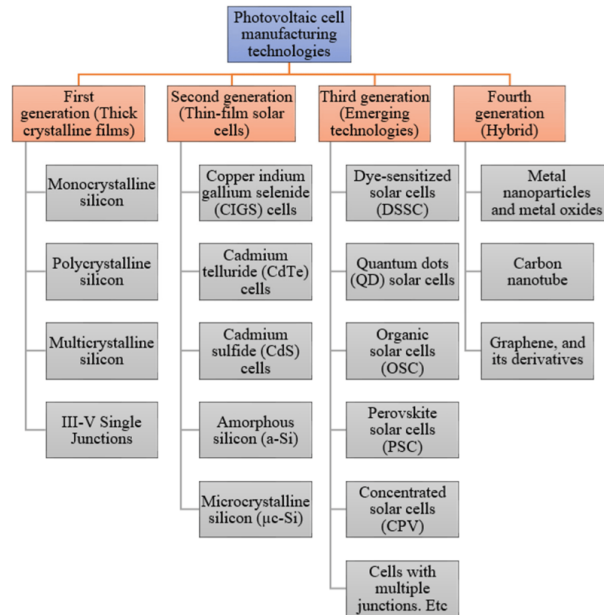 Photovoltaic cell
manufacturing
technologies
First
generation (Thick
crystalline films)
Monocrystalline
silicon
Polycrystalline
silicon
Multicrystalline
silicon
III-V Single
Junctions
Second generation
(Thin-film solar
cells)
Copper indium
gallium selenide
(CIGS) cells
Cadmium
telluride (CdTe)
cells
Cadmium
sulfide (CdS)
cells
Amorphous
silicon (a-Si)
Microcrystalline
silicon (µc-Si)
Third generation
(Emerging
technologies)
Dye-sensitized
solar cells
(DSSC)
Quantum dots
(QD) solar cells
Organic
solar cells
(OSC)
Perovskite
solar cells
(PSC)
Concentrated
solar cells
(CPV)
Cells with
multiple
junctions. Etc
Fourth
generation
(Hybrid)
Metal
nanoparticles
and metal oxides
Carbon
nanotube
Graphene, and
its derivatives